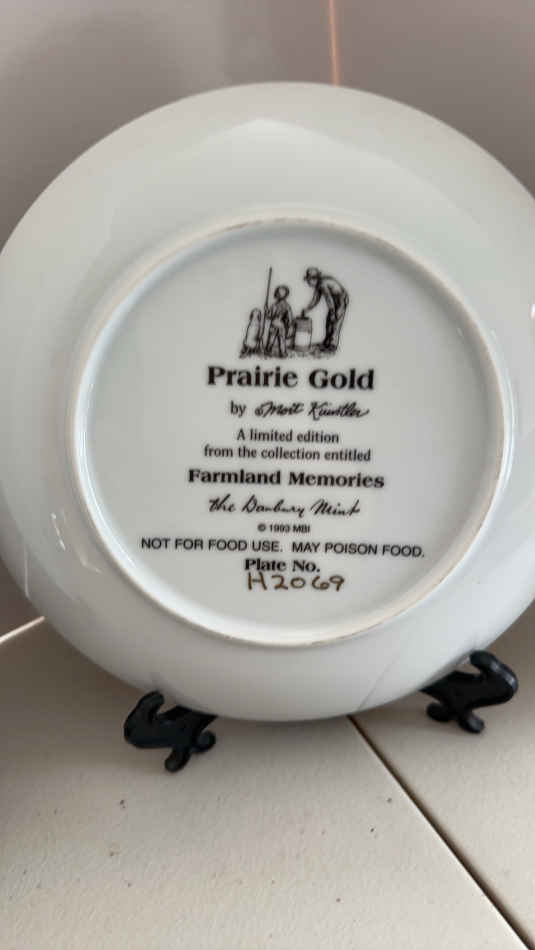 Prairie Gold
by Mort Künstler
A limited edition
from the collection entitled
Farmland Memories
the Danbury Mint
© 1993 MBI
NOT FOR FOOD USE. MAY POISON FOOD.
Plate No.
H2069